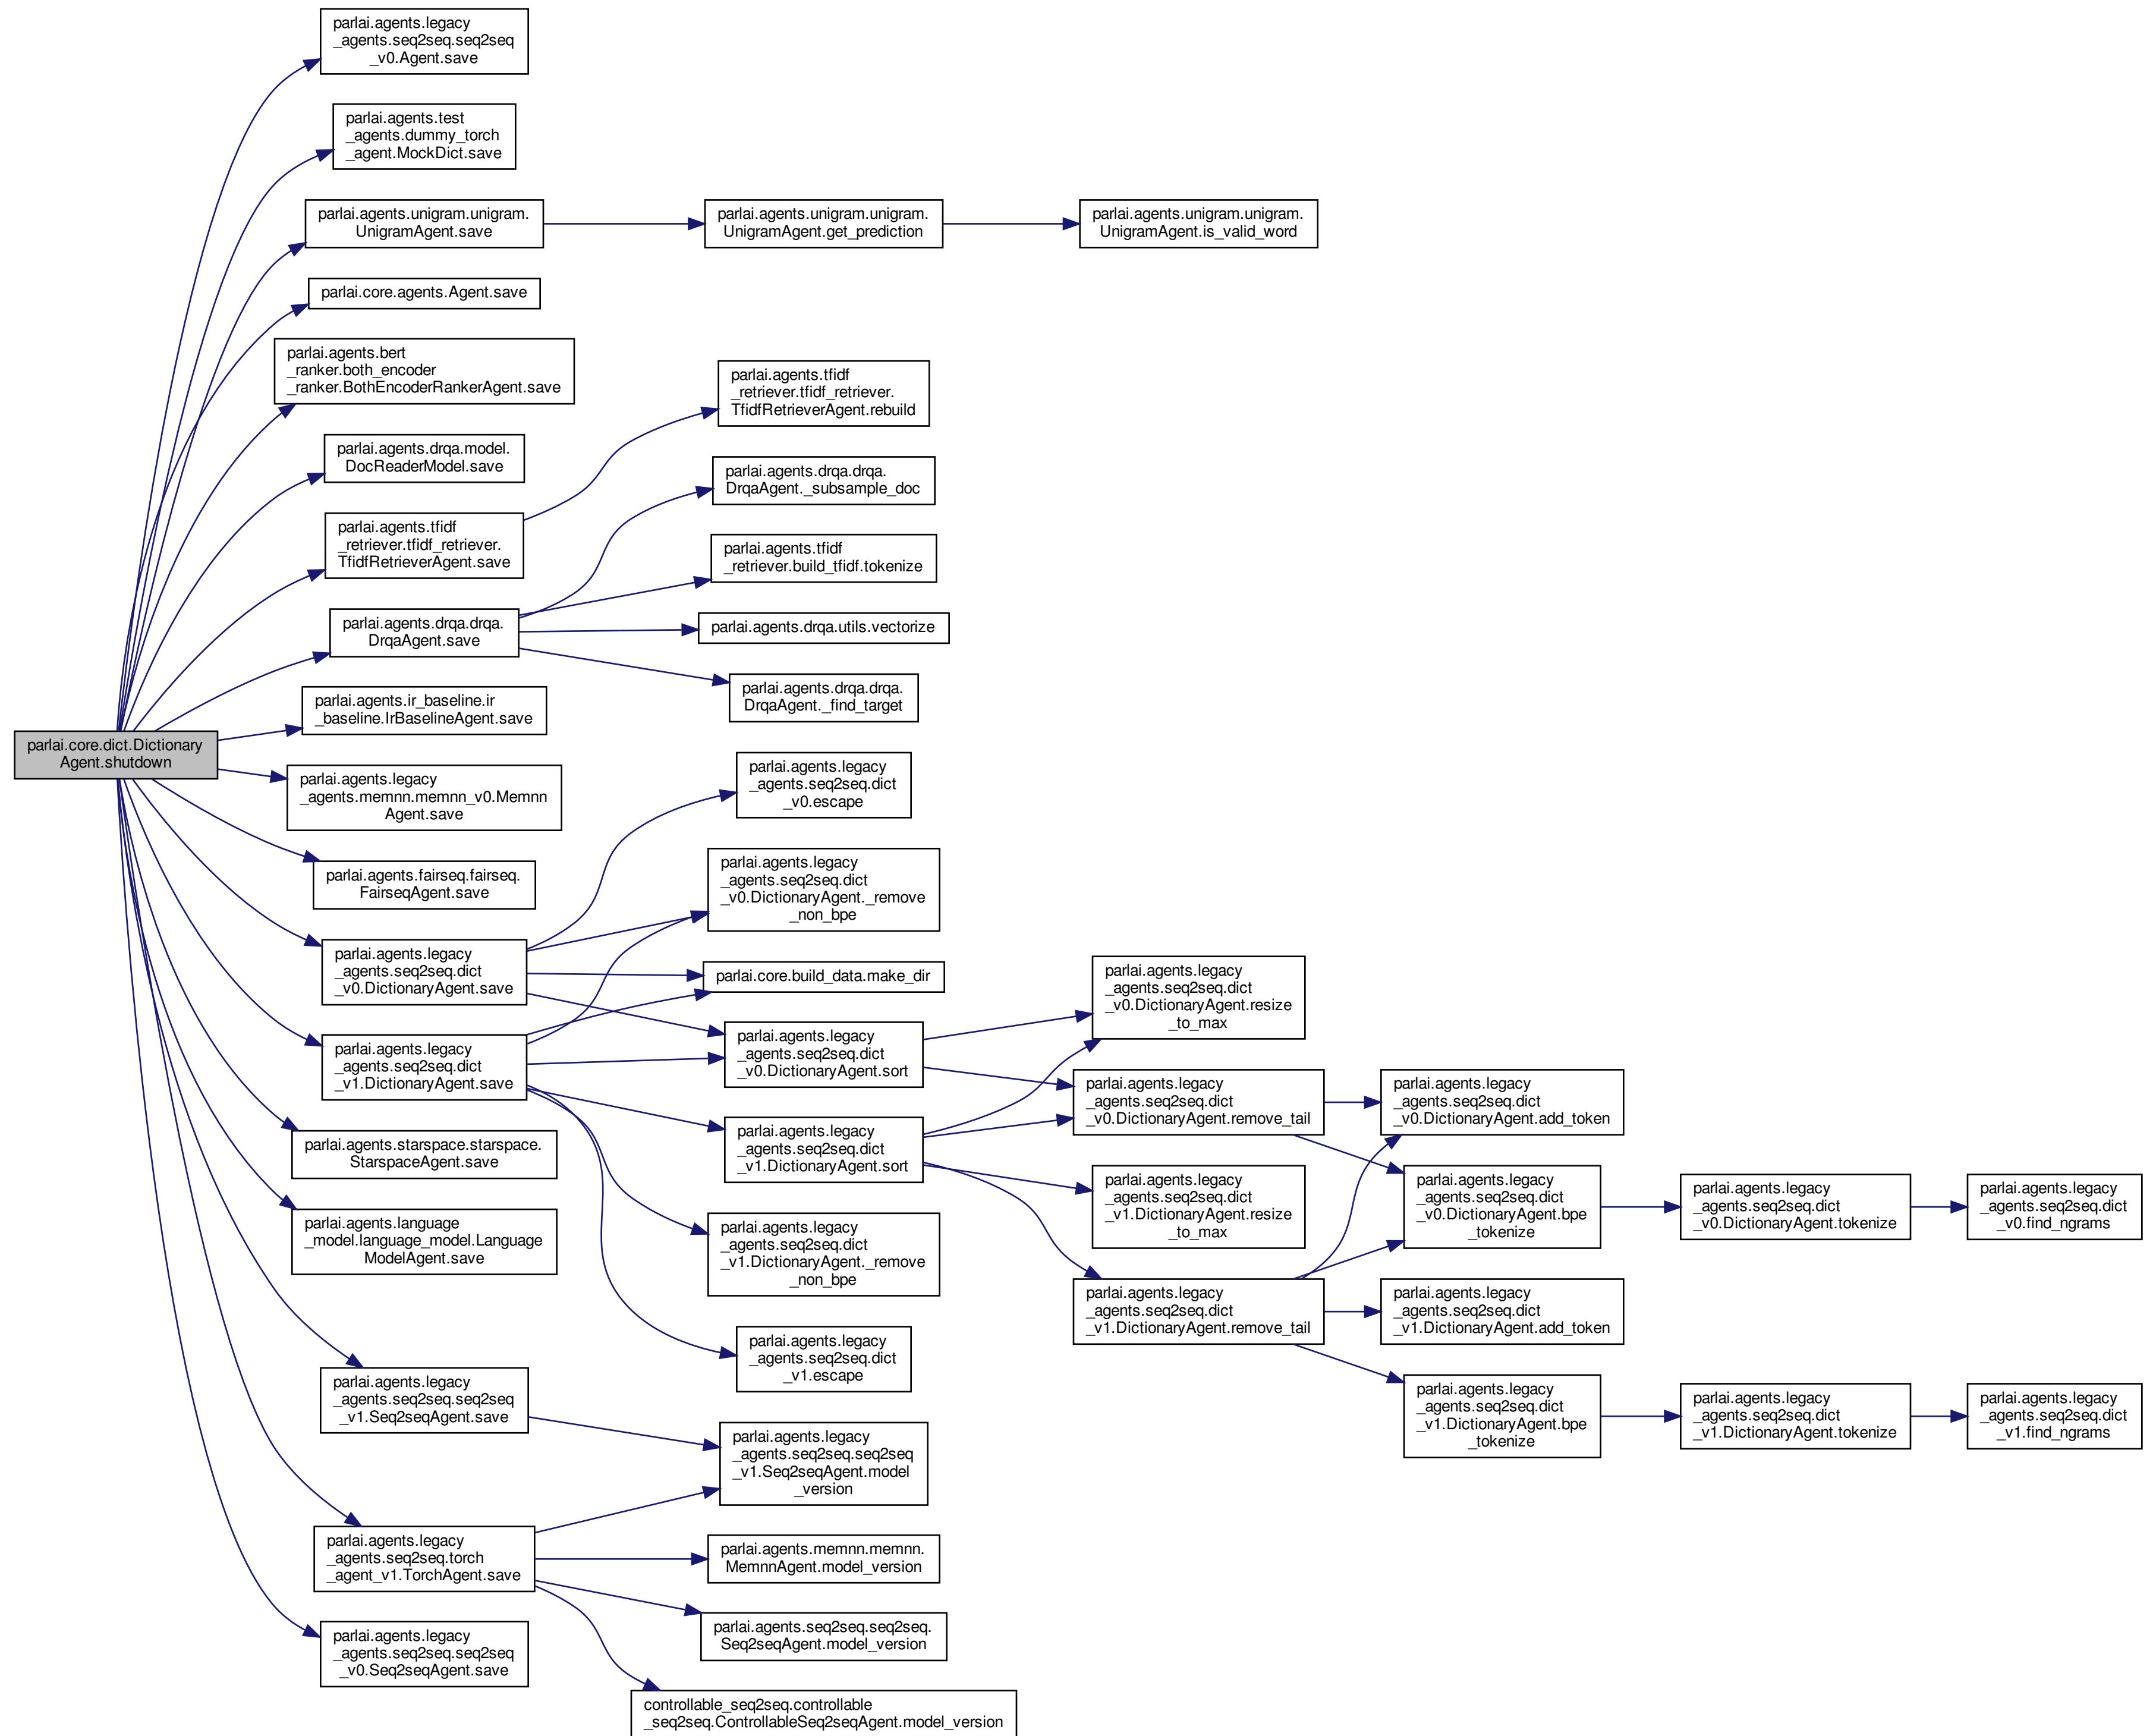 parlai.core.dict.Dictionary
Agent.shutdown
parlai.agents.legacy
_agents.seq2seq.seq2seq
_v0.Agent.save
parlai.agents.test
_agents.dummy_torch
_agent.MockDict.save
parlai.agents.unigram.unigram.
UnigramAgent.save
parlai.core.agents.Agent.save
parlai.agents.bert
_ranker.both_encoder
_ranker.BothEncoderRankerAgent.save
parlai.agents.drqa.model.
DocReaderModel.save
parlai.agents.tfidf
_retriever.tfidf_retriever.
TfidfRetrieverAgent.save
parlai.agents.drqa.drqa.
DrqaAgent.save
parlai.agents.ir_baseline.ir
_baseline.IrBaselineAgent.save
parlai.agents.legacy
_agents.memnn.memnn_v0.Memnn
Agent.save
parlai.agents.fairseq.fairseq.
FairseqAgent.save
parlai.agents.legacy
_agents.seq2seq.dict
_v0.DictionaryAgent.save
parlai.agents.legacy
_agents.seq2seq.dict
_v1.DictionaryAgent.save
parlai.agents.starspace.starspace.
StarspaceAgent.save
parlai.agents.language
_model.language_model.Language
ModelAgent.save
parlai.agents.legacy
_agents.seq2seq.seq2seq
_v1.Seq2seqAgent.save
parlai.agents.legacy
_agents.seq2seq.torch
_agent_v1.TorchAgent.save
parlai.agents.legacy
_agents.seq2seq.seq2seq
_v0.Seq2seqAgent.save
parlai.agents.unigram.unigram.
UnigramAgent.get_prediction
parlai.agents.tfidf
_retriever.tfidf_retriever.
TfidfRetrieverAgent.rebuild
parlai.agents.drqa.drqa.
DrqaAgent._subsample_doc
parlai.agents.tfidf
_retriever.build_tfidf.tokenize
parlai.agents.drqa.utils.vectorize
parlai.agents.drqa.drqa.
DrqaAgent._find_target
parlai.agents.legacy
_agents.seq2seq.dict
_v0.escape
parlai.agents.legacy
_agents.seq2seq.dict
_v0.DictionaryAgent._remove
_non_bpe
parlai.core.build_data.make_dir
parlai.agents.legacy
_agents.seq2seq.dict
_v0.DictionaryAgent.sort
parlai.agents.legacy
_agents.seq2seq.dict
_v1.DictionaryAgent.sort
parlai.agents.legacy
_agents.seq2seq.dict
_v1.DictionaryAgent._remove
_non_bpe
parlai.agents.legacy
_agents.seq2seq.dict
_v1.escape
parlai.agents.legacy
_agents.seq2seq.seq2seq
_v1.Seq2seqAgent.model
_version
parlai.agents.memnn.memnn.
MemnnAgent.model_version
parlai.agents.seq2seq.seq2seq.
Seq2seqAgent.model_version
controllable_seq2seq.controllable
_seq2seq.ControllableSeq2seqAgent.model_version
parlai.agents.unigram.unigram.
UnigramAgent.is_valid_word
parlai.agents.legacy
_agents.seq2seq.dict
_v0.DictionaryAgent.resize
_to_max
parlai.agents.legacy
_agents.seq2seq.dict
_v0.DictionaryAgent.remove_tail
parlai.agents.legacy
_agents.seq2seq.dict
_v1.DictionaryAgent.resize
_to_max
parlai.agents.legacy
_agents.seq2seq.dict
_v1.DictionaryAgent.remove_tail
parlai.agents.legacy
_agents.seq2seq.dict
_v0.DictionaryAgent.add_token
parlai.agents.legacy
_agents.seq2seq.dict
_v0.DictionaryAgent.bpe
_tokenize
parlai.agents.legacy
_agents.seq2seq.dict
_v1.DictionaryAgent.add_token
parlai.agents.legacy
_agents.seq2seq.dict
_v1.DictionaryAgent.bpe
_tokenize
parlai.agents.legacy
_agents.seq2seq.dict
_v0.DictionaryAgent.tokenize
parlai.agents.legacy
_agents.seq2seq.dict
_v1.DictionaryAgent.tokenize
parlai.agents.legacy
_agents.seq2seq.dict
_v0.find_ngrams
parlai.agents.legacy
_agents.seq2seq.dict
_v1.find_ngrams